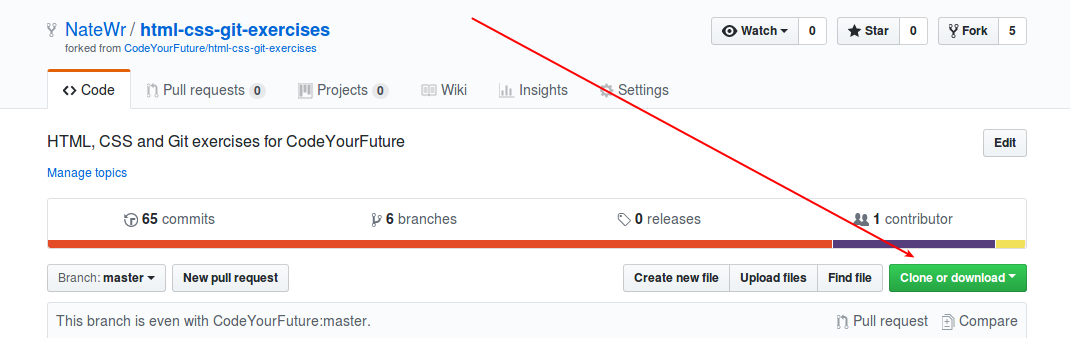 NateWr / html-css-git-exercises
forked from CodeYourFuture/html-css-git-exercises
Watch 0 Star 0 Fork 5
Code Pull requests 0 Projects 0 Wiki Insights Settings
HTML, CSS and Git exercises for CodeYourFuture
Edit
Manage topics
65 commits 6 branches 0 releases 1 contributor
Branch: master New pull request Create new file Upload files Find file Clone or download
This branch is even with CodeYourFuture:master. Pull request Compare